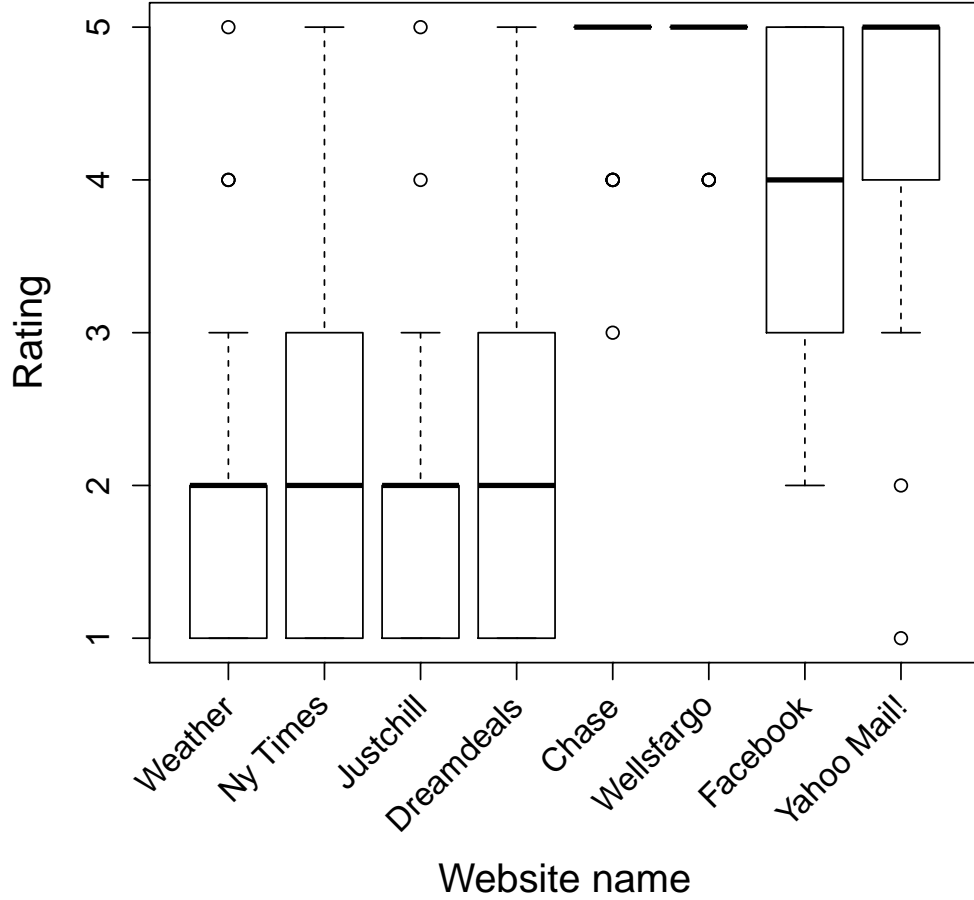 Rating
5
4
3
2
1
Weather
Ny Times
Justchill
Dreamdeals
Chase
Wellsfargo
Facebook
Yahoo Mail!
Website name